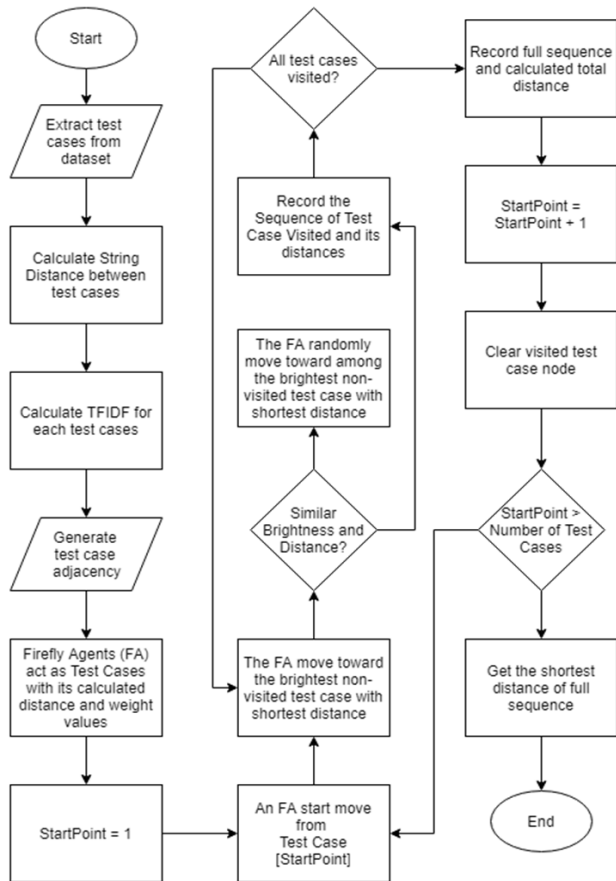 Start
Extract test
cases from
dataset
Calculate String
Distance between
test cases
Calculate TFIDF for
each test cases
Generate
test case
adjacency
Firefly Agents (FA)
act as Test Cases
with its calculated
distance and weight
values
StartPoint = 1
An FA start move
from
Test Case
[StartPoint]
The FA move toward
the brightest non-
visited test case with
shortest distance
Similar
Brightness and
Distance?
The FA randomly
move toward among
the brightest non-
visited test case with
shortest distance
Record the
Sequence of Test
Case Visited and its
distances
All test cases
visited?
Record full sequence
and calculated total
distance
StartPoint =
StartPoint + 1
Clear visited test
case node
StartPoint >
Number of Test
Cases
Get the shortest
distance of full
sequence
End